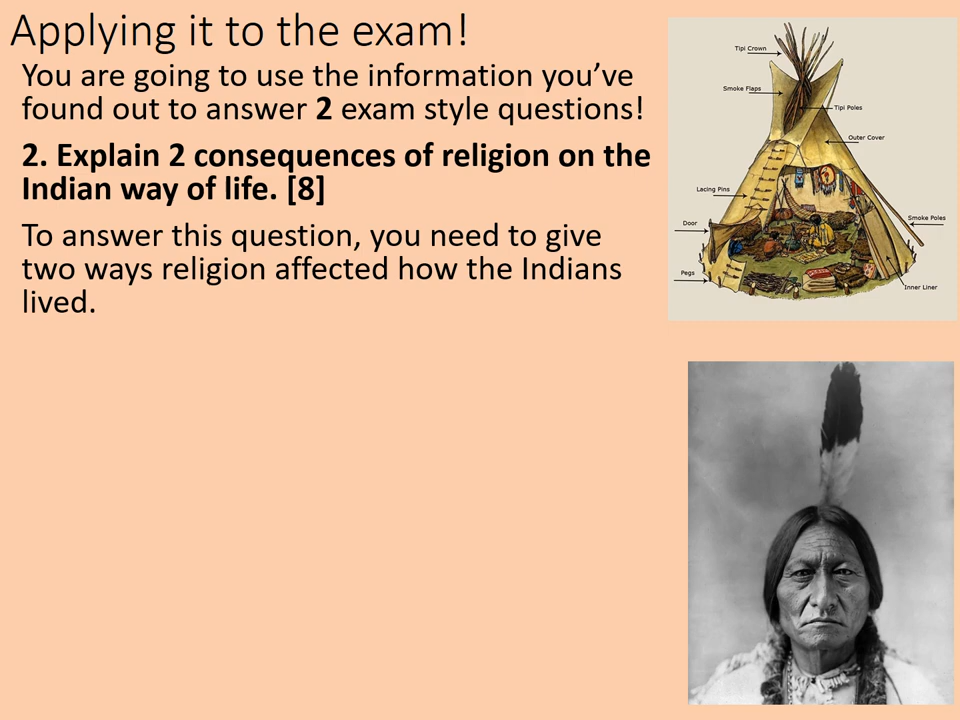 Applying it to the exam!
You are going to use the information you’ve
found out to answer 2 exam style questions!
2. Explain 2 consequences of religion on the
Indian way of life. [8]
To answer this question, you need to give
two ways religion affected how the Indians
lived.
Tipi Crown
Smoke Flaps
Tipi Poles
Outer Cover
Lacing Pins
Door
Smoke Poles
Pegs
Inner Liner